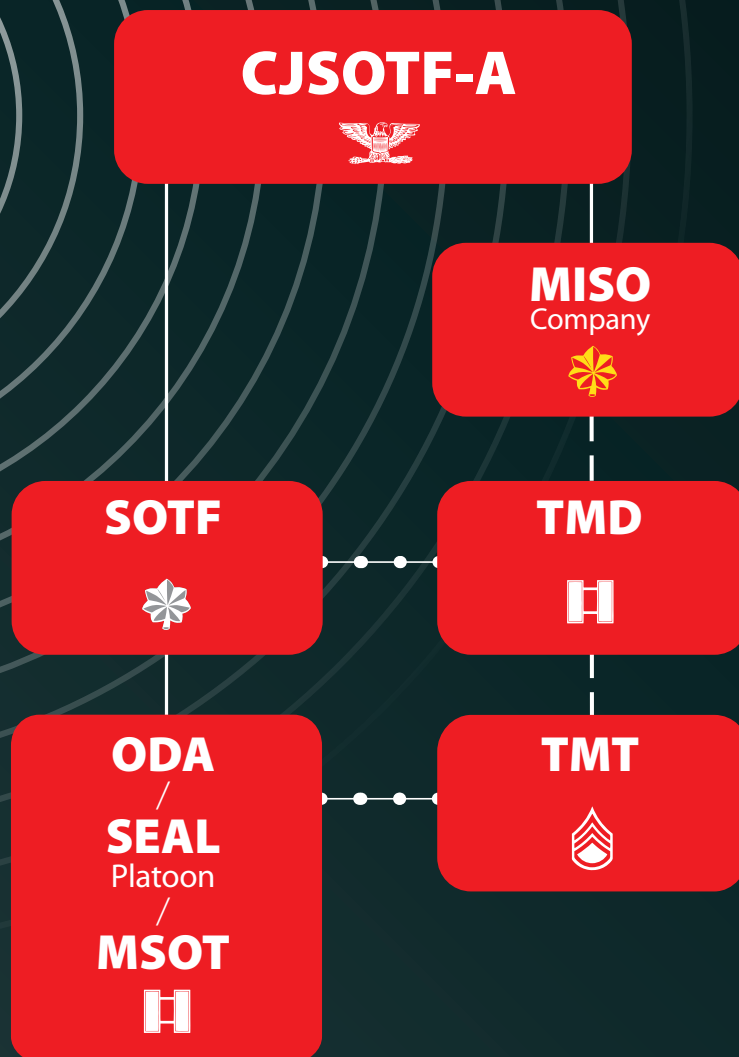 CJSOTF-A
MISO
Company
SOTF
TMD
ODA
/
SEAL
Platoon
/
MSOT
TMT